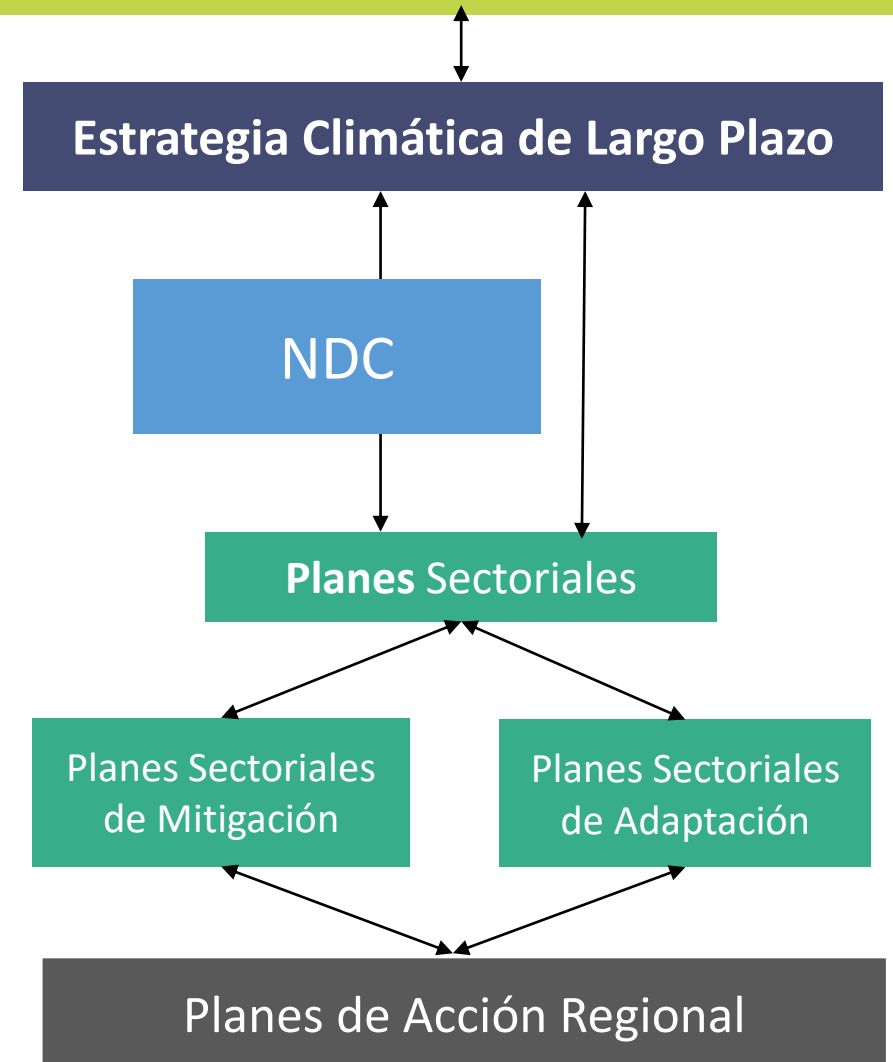 Estrategia Climática de Largo Plazo
NDC
Planes Sectoriales
Planes Sectoriales
de Mitigación
Planes Sectoriales
de Adaptación
Planes de Acción Regional